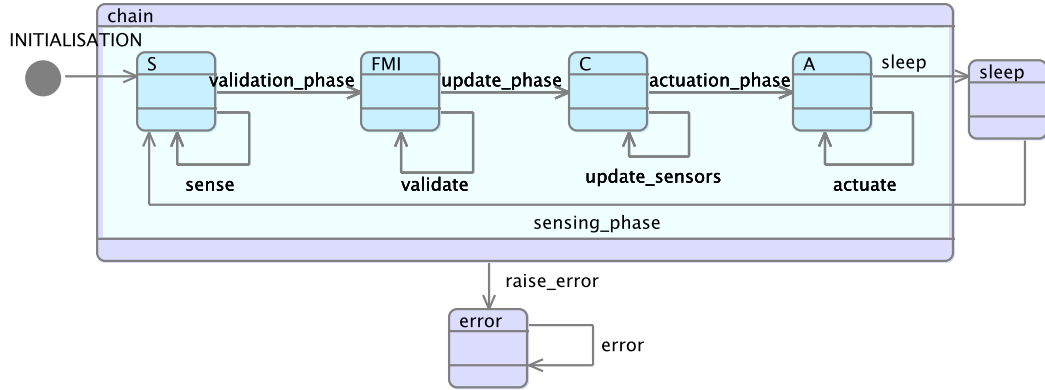 chain
INITIALISATION
S
FMI
C
A
sleep
sleep
validation_phase
update_phase
actuation_phase
sense
validate
update_sensors
actuate
sensing_phase
raise_error
error
error